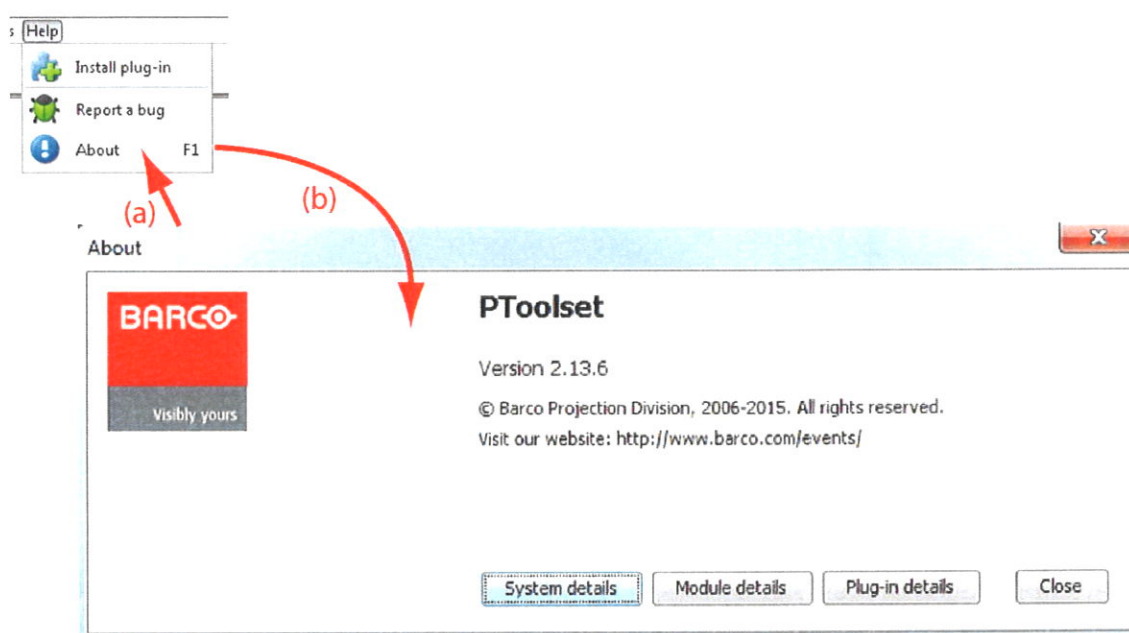 s Help
Install plug-in
Report a bug
About F1
(a)
(b)
About
BARCO
Visibly yours
PToolset
Version 2.13.6
© Barco Projection Division, 2006-2015. All rights reserved.
Visit our website: http://www.barco.com/events/
System details Module details Plug-in details Close